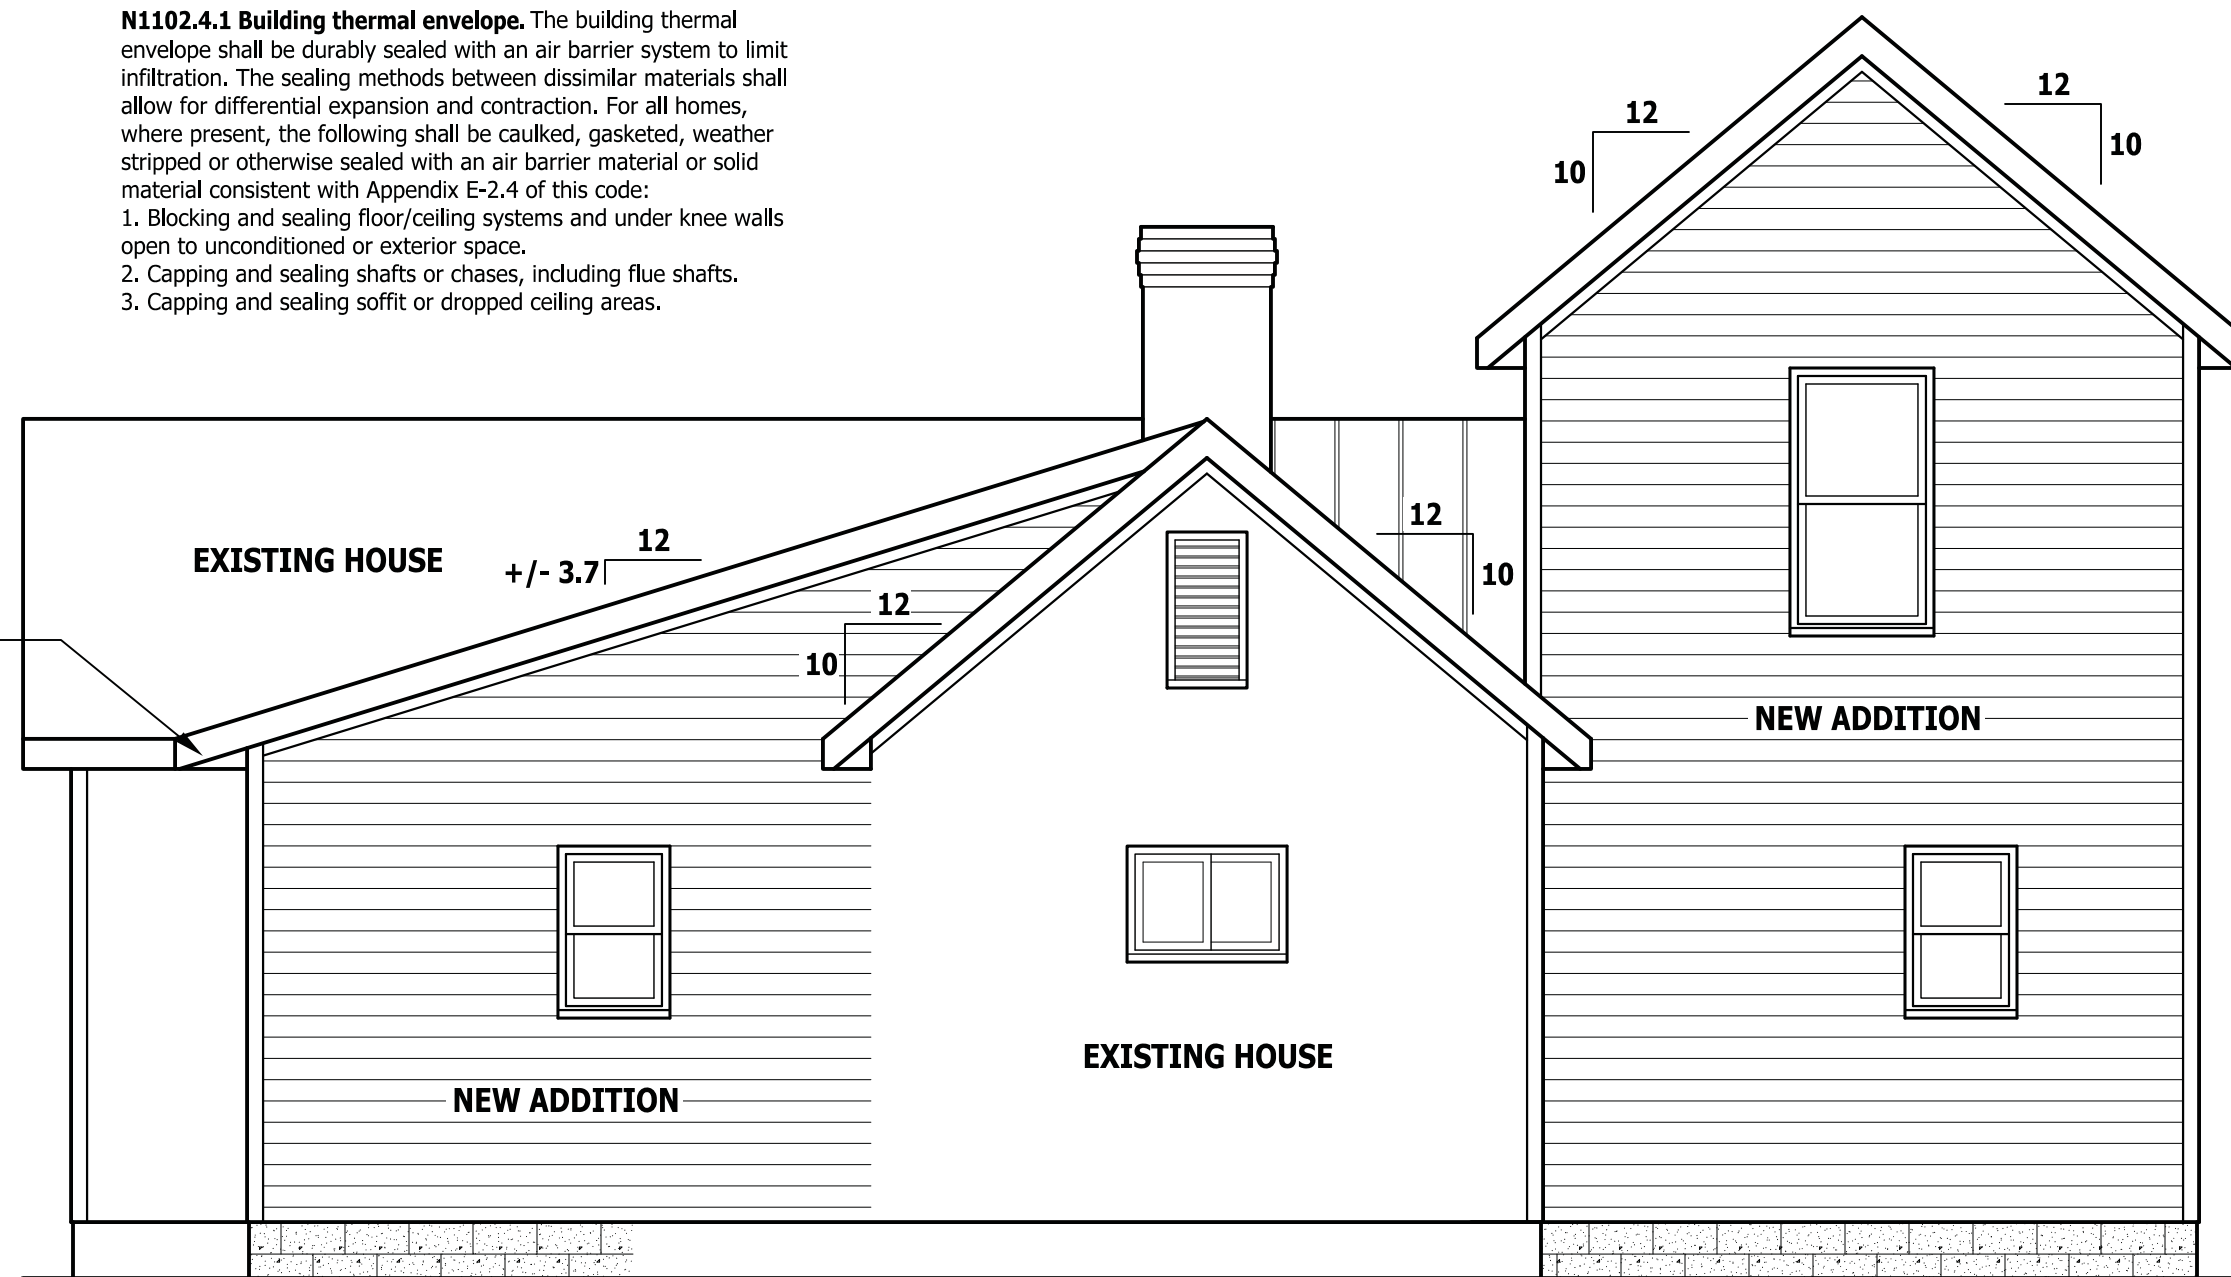 N1102.4.1 Building thermal envelope. The building thermal
envelope shall be durably sealed with an air barrier system to limit
infiltration. The sealing methods between dissimilar materials shall
allow for differential expansion and contraction. For all homes,
where present, the following shall be caulked, gasketed, weather
stripped or otherwise sealed with an air barrier material or solid
material consistent with Appendix E-2.4 of this code:
1. Blocking and sealing floor/ceiling systems and under knee walls
open to unconditioned or exterior space.
2. Capping and sealing shafts or chases, including flue shafts.
3. Capping and sealing soffit or dropped ceiling areas.
12
10
12
10
EXISTING HOUSE
12
+/- 3.7
12
10
12
10
NEW ADDITION
EXISTING HOUSE
NEW ADDITION